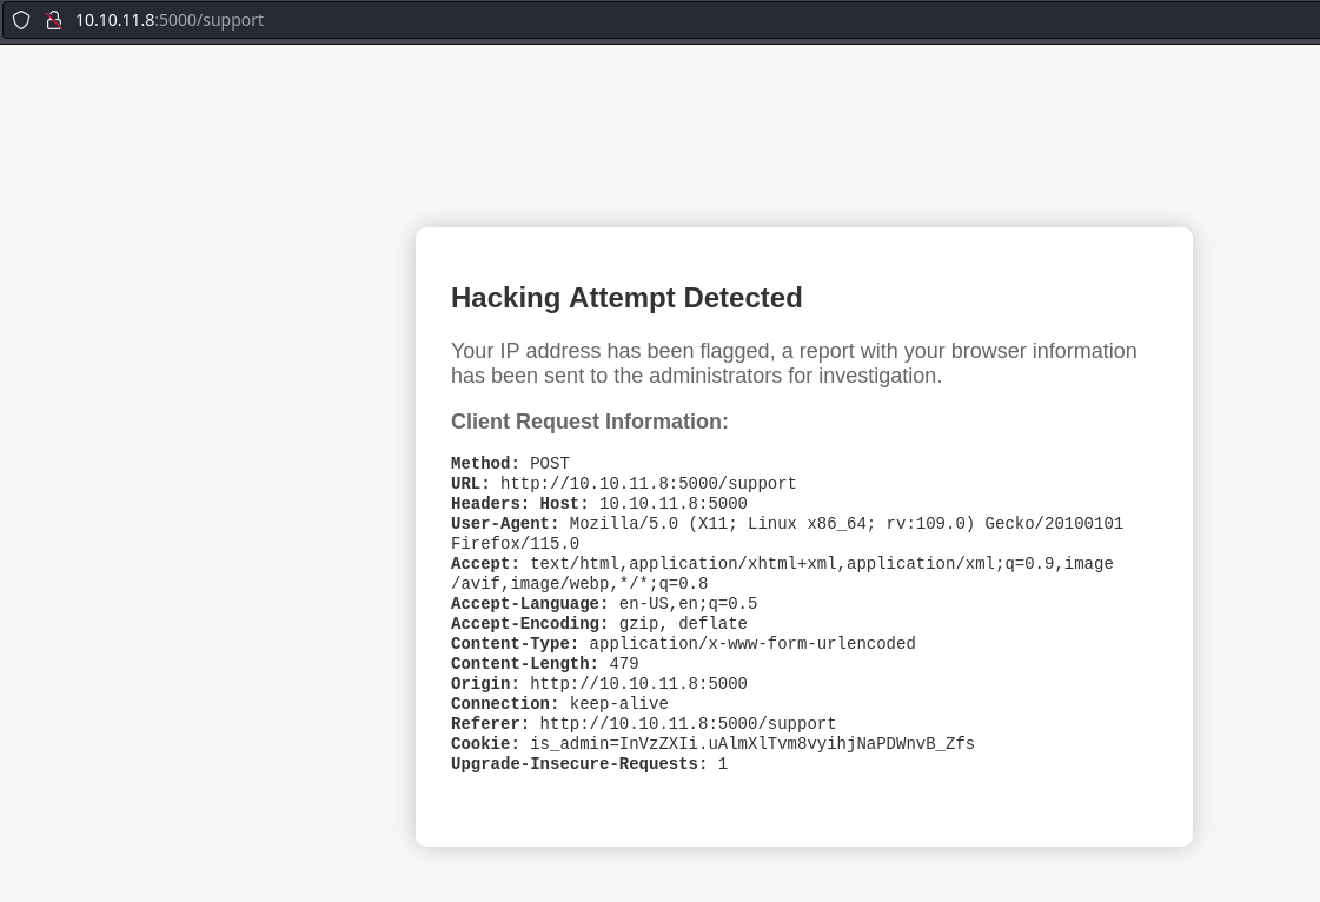 10.10.11.8:5000/support
Hacking Attempt Detected
Your IP address has been flagged, a report with your browser information
has been sent to the administrators for investigation.
Client Request Information:
Method: POST
URL: http://10.10.11.8:5000/support
Headers: Host: 10.10.11.8:5000
User-Agent: Mozilla/5.0 (X11; Linux x86_64; rv:109.0) Gecko/20100101
Firefox/115.0
Accept: text/html,application/xhtml+xml,application/xml;q=0.9,image
/avif,image/webp,*/*;q=0.8
Accept-Language: en-US,en;q=0.5
Accept-Encoding: gzip, deflate
Content-Type: application/x-www-form-urlencoded
Content-Length: 479
Origin: http://10.10.11.8:5000
Connection: keep-alive
Referer: http://10.10.11.8:5000/support
Cookie: is_admin=InVzZXIi.uAlmXlTvm8vyihjNaPDWnvB_Zfs
Upgrade-Insecure-Requests: 1